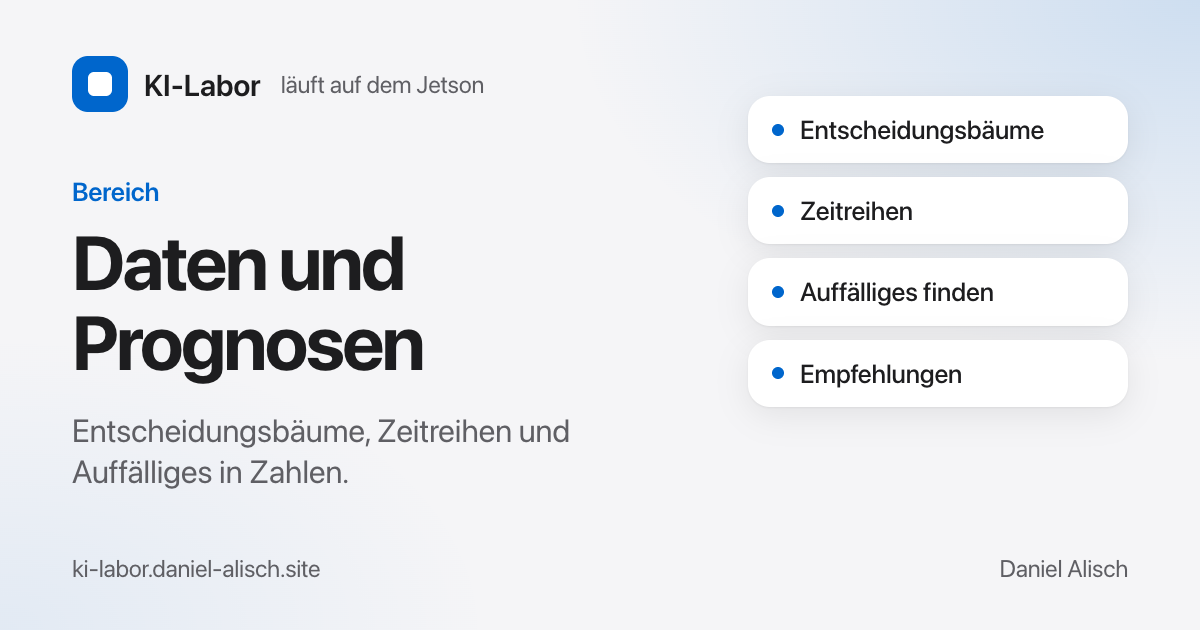 KI-Labor läuft auf dem Jetson
Bereich
Daten und
Prognosen
Entscheidungsbäume, Zeitreihen und
Auffälliges in Zahlen.
Entscheidungsbäume
Zeitreihen
Auffälliges finden
Empfehlungen
ki-labor.daniel-alisch.site
Daniel Alisch